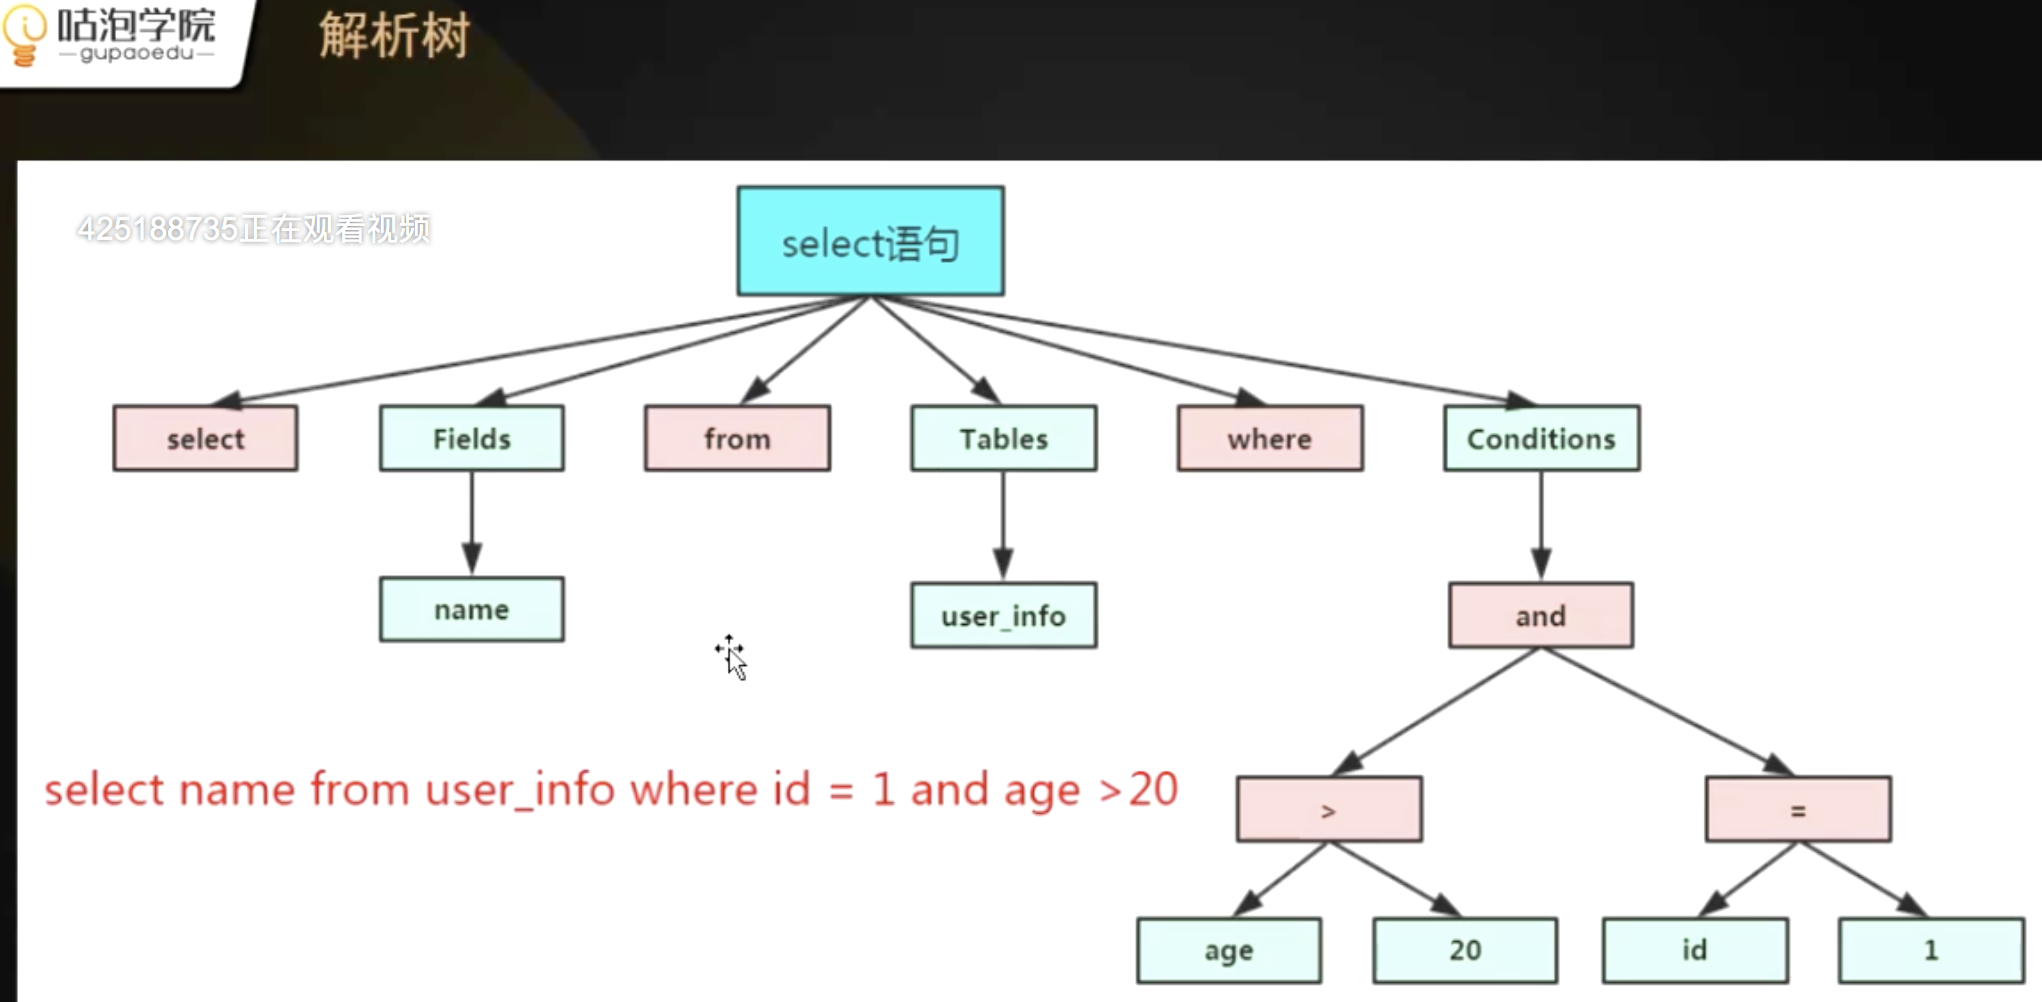 咕泡学院
gupaoedu
解析树
425188735正在观看视频
select语句
select Fields from Tables where Conditions
name user_info and
select name from user_info where id = 1 and age >20
> =
age 20 id 1